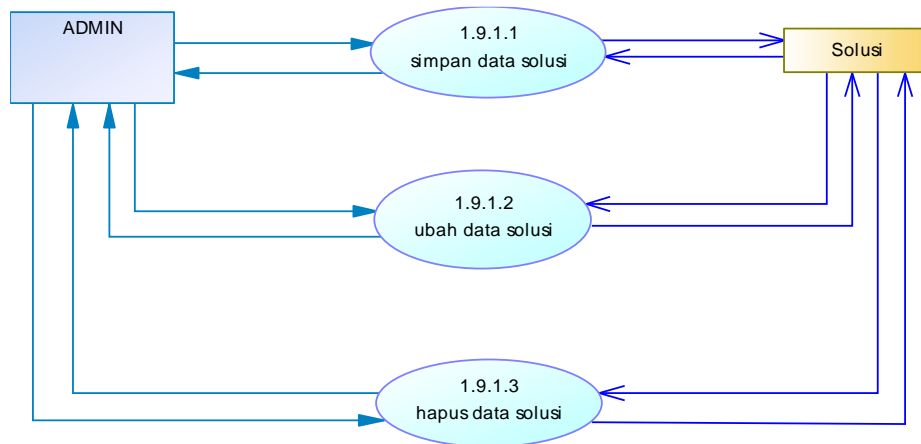 ADMIN
1.9.1.1
simpan data solusi
Solusi
1.9.1.2
ubah data solusi
1.9.1.3
hapus data solusi